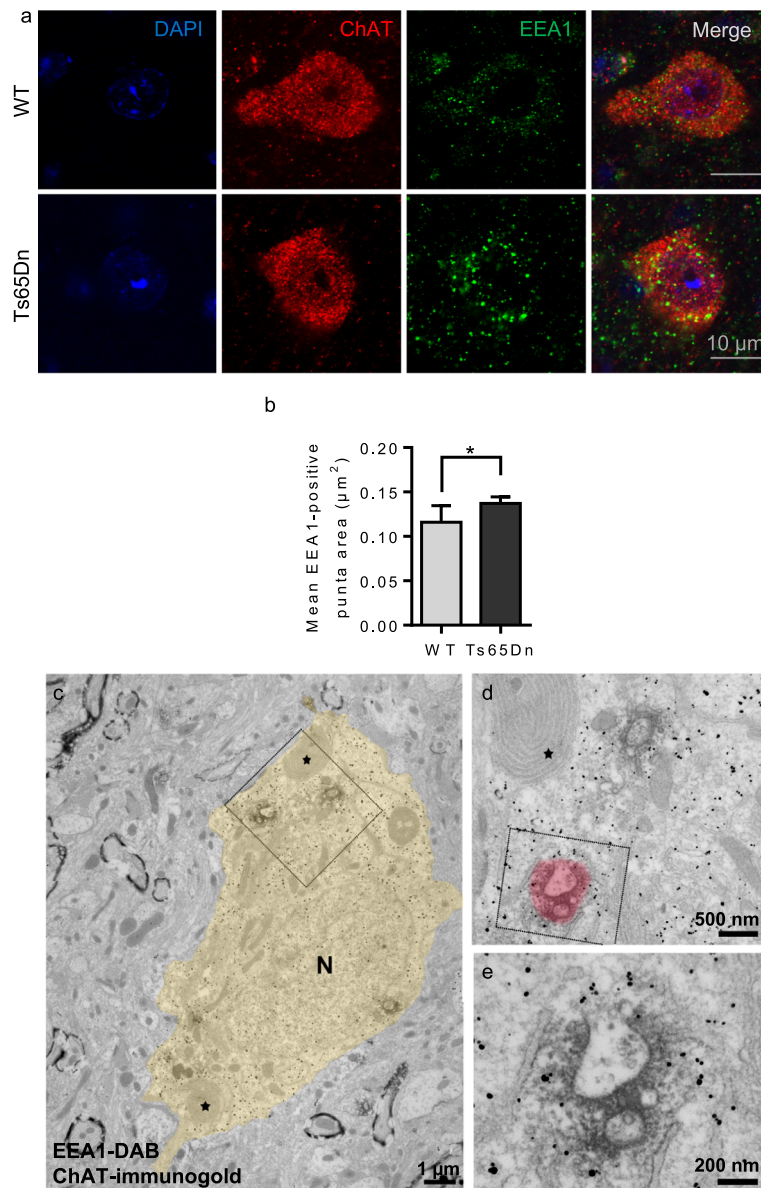 a
DAPI ChAT EEA1 Merge
WT
Ts65Dn
10 µm
b
Mean EEA1-positive
punta area (µm²)
0.20
0.15
0.10
0.05
0.00
*
WT Ts65Dn
c
N
EEA1-DAB
ChAT-immunogold
1 µm
d
500 nm
e
200 nm